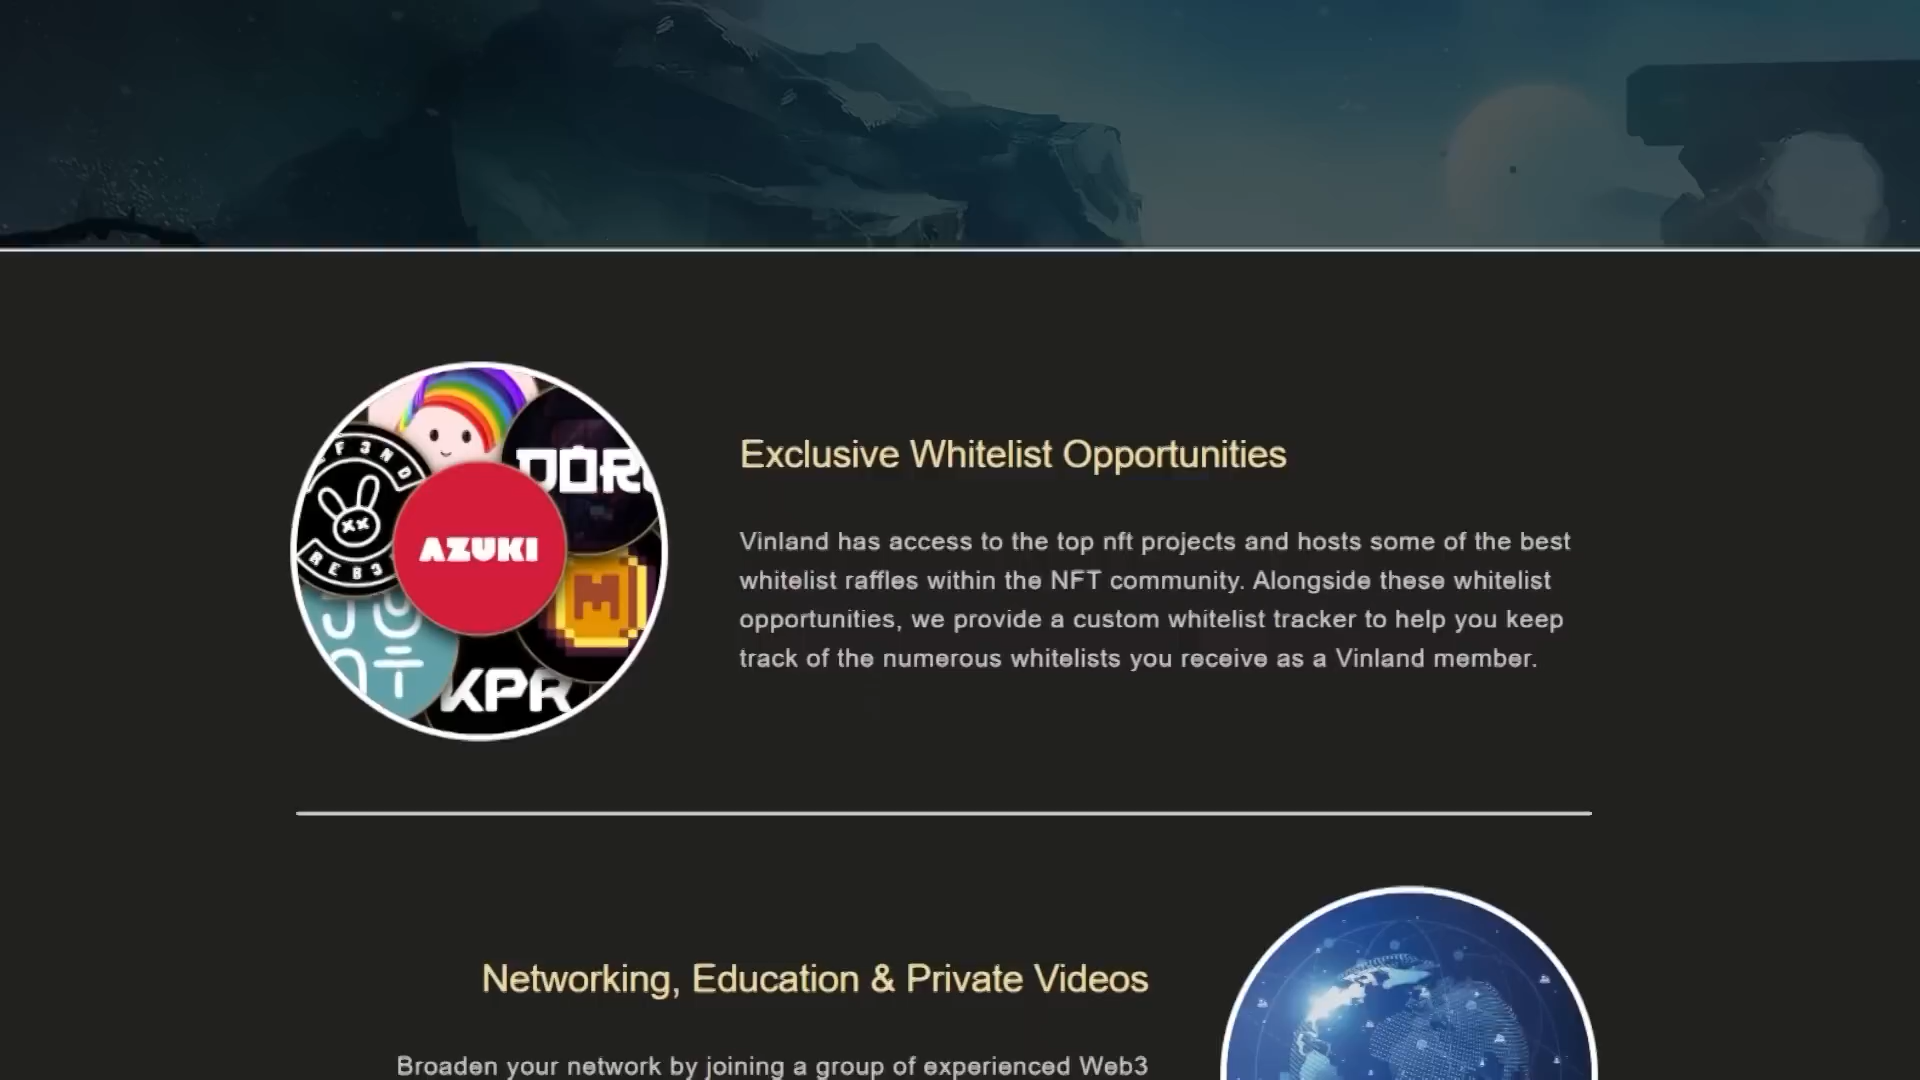 F3ND
DOR
REB3
AZUKI
M
KPR
Exclusive Whitelist Opportunities
Vinland has access to the top nft projects and hosts some of the best
whitelist raffles within the NFT community. Alongside these whitelist
opportunities, we provide a custom whitelist tracker to help you keep
track of the numerous whitelists you receive as a Vinland member.
Networking, Education & Private Videos
Broaden your network by joining a group of experienced Web3